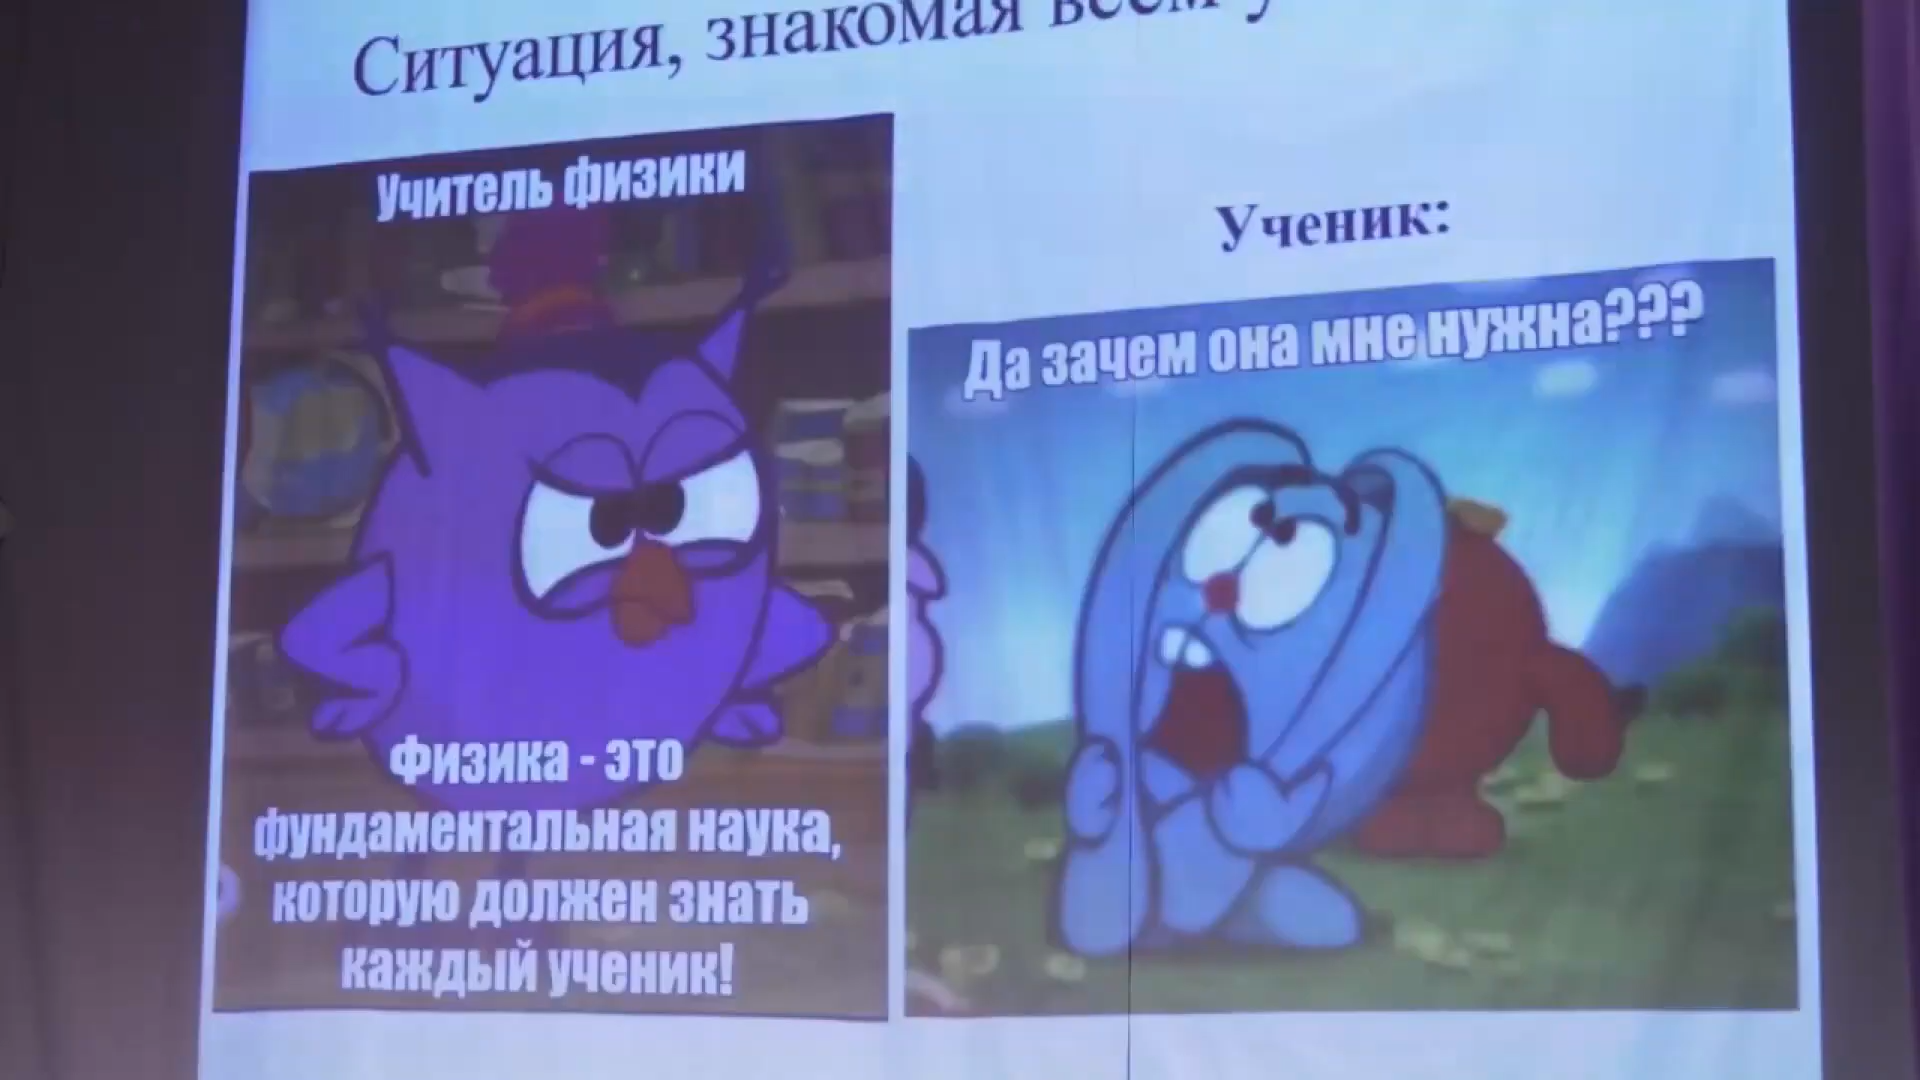 Ситуация, знакомая всем
Учитель физики
Физика - это
фундаментальная наука,
которую должен знать
каждый ученик!
Ученик:
Да зачем она мне нужна???